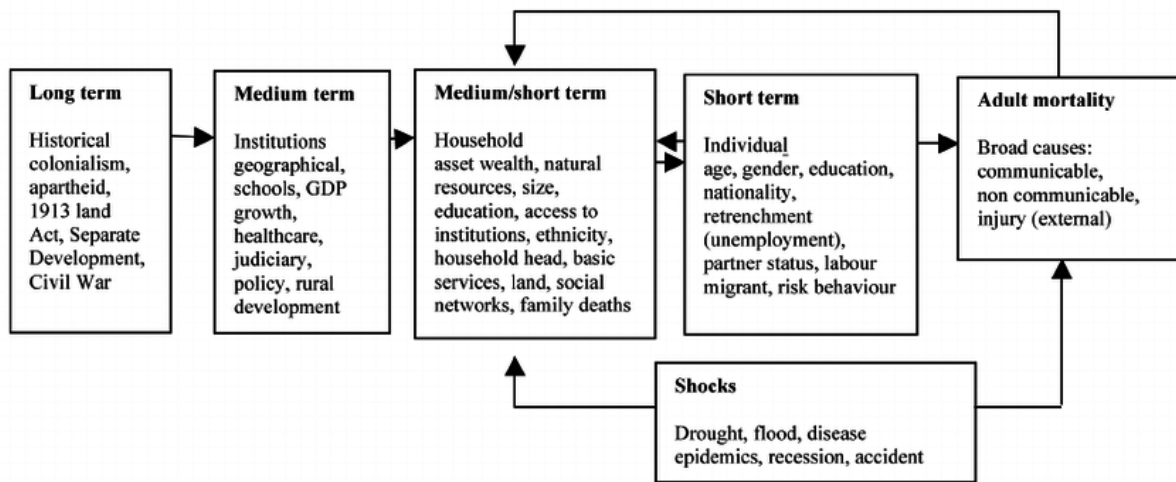 Long term
Historical
colonialism,
apartheid,
1913 land
Act, Separate
Development,
Civil War
Medium term
Institutions
geographical,
schools, GDP
growth,
healthcare,
judiciary,
policy, rural
development
Medium/short term
Household
asset wealth, natural
resources, size,
education, access to
institutions, ethnicity,
household head, basic
services, land, social
networks, family deaths
Short term
Individual
age, gender, education,
nationality,
retrenchment
(unemployment),
partner status, labour
migrant, risk behaviour
Adult mortality
Broad causes:
communicable,
non communicable,
injury (external)
Shocks
Drought, flood, disease
epidemics, recession, accident